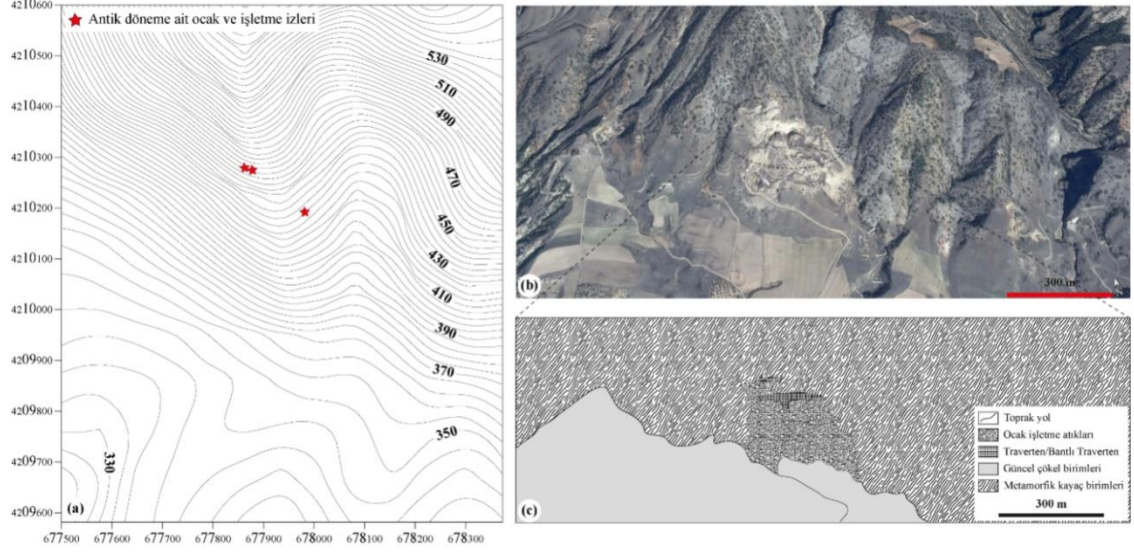 4210600
4210500
4210400
4210300
4210200
4210100
4210000
4209000
4209800
4209700
4209600
Antik döneme ait ocak ve işletme izleri
530
510
490
470
450
430
410
390
370
350
330
(a)
677500 677600 677700 677800 677900 678000 678100 678200 678300
(b)
300 m
(c)
Toprak yol
Ocak işletme atıkları
Traverten/Bantlı Traverten
Güncel çökel birimleri
Metamorfik kayaç birimleri
300 m